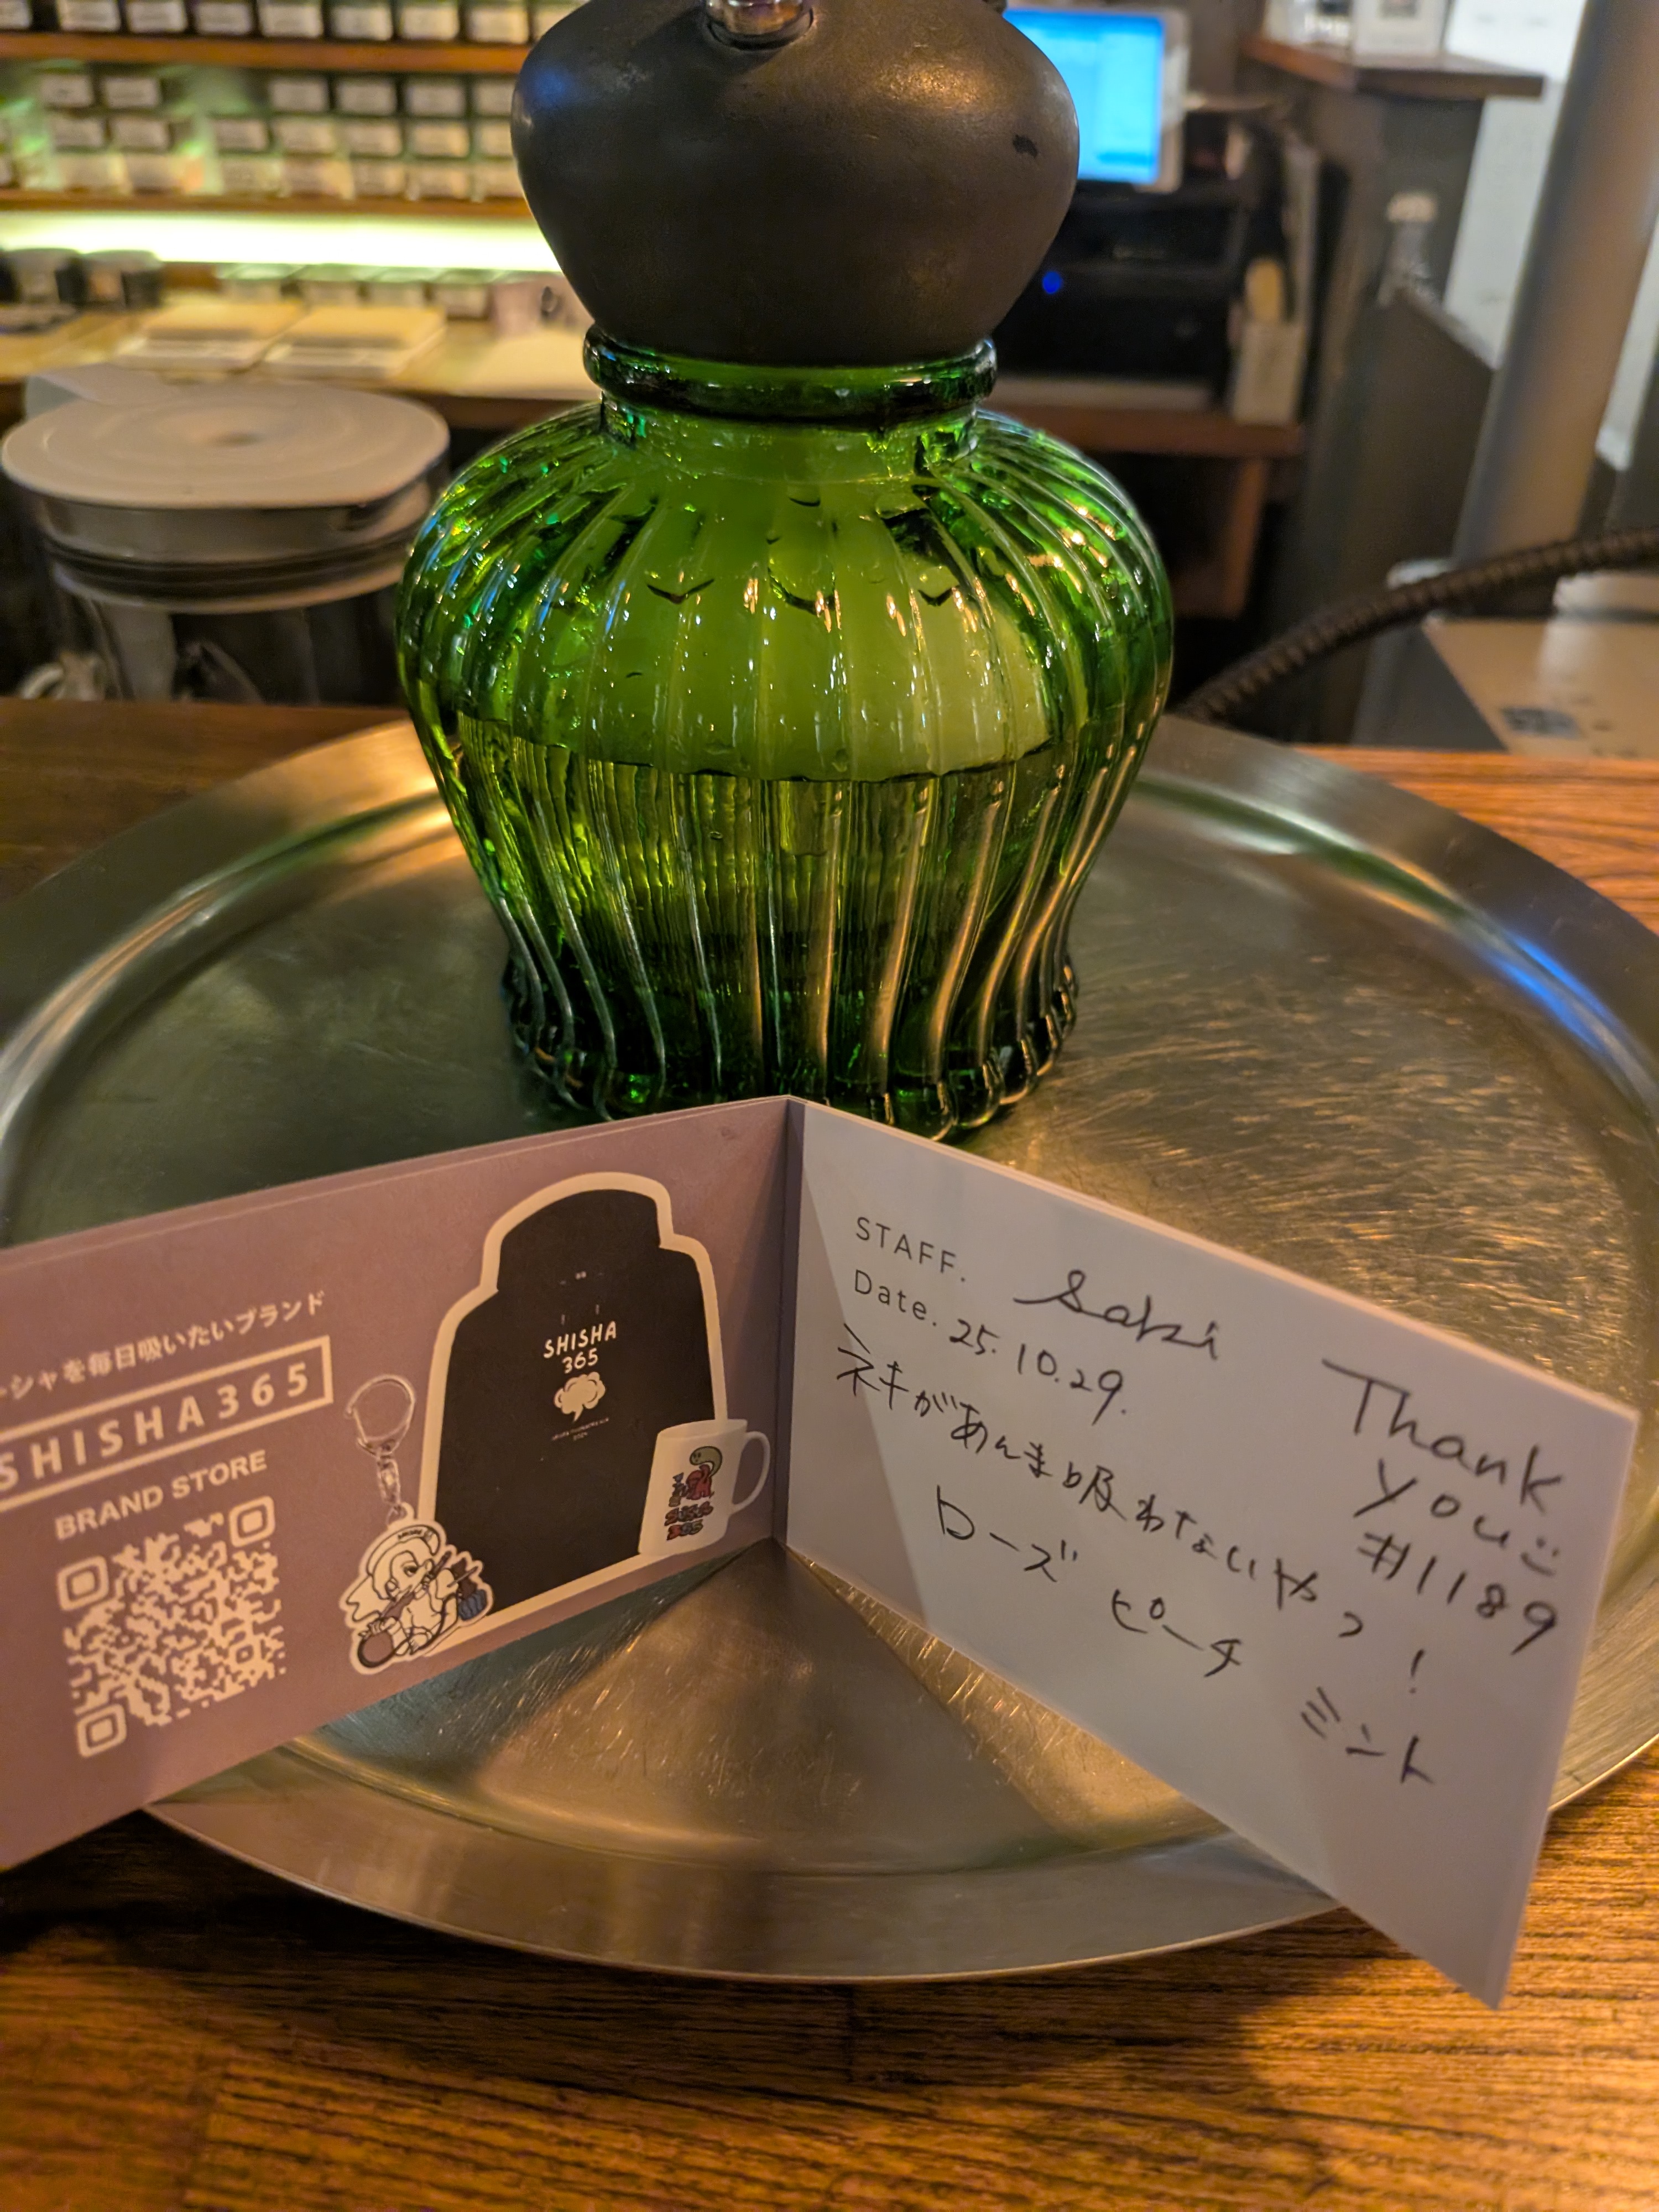 ーシャを毎日吸いたいブランド
SHISHA365
BRAND STORE
SHISHA
365
STAFF. Saki
Date. 25.10.29.
Thank
you
#1189
ネキがあんま吸わないやつ!
ローズ ピーチ ミント